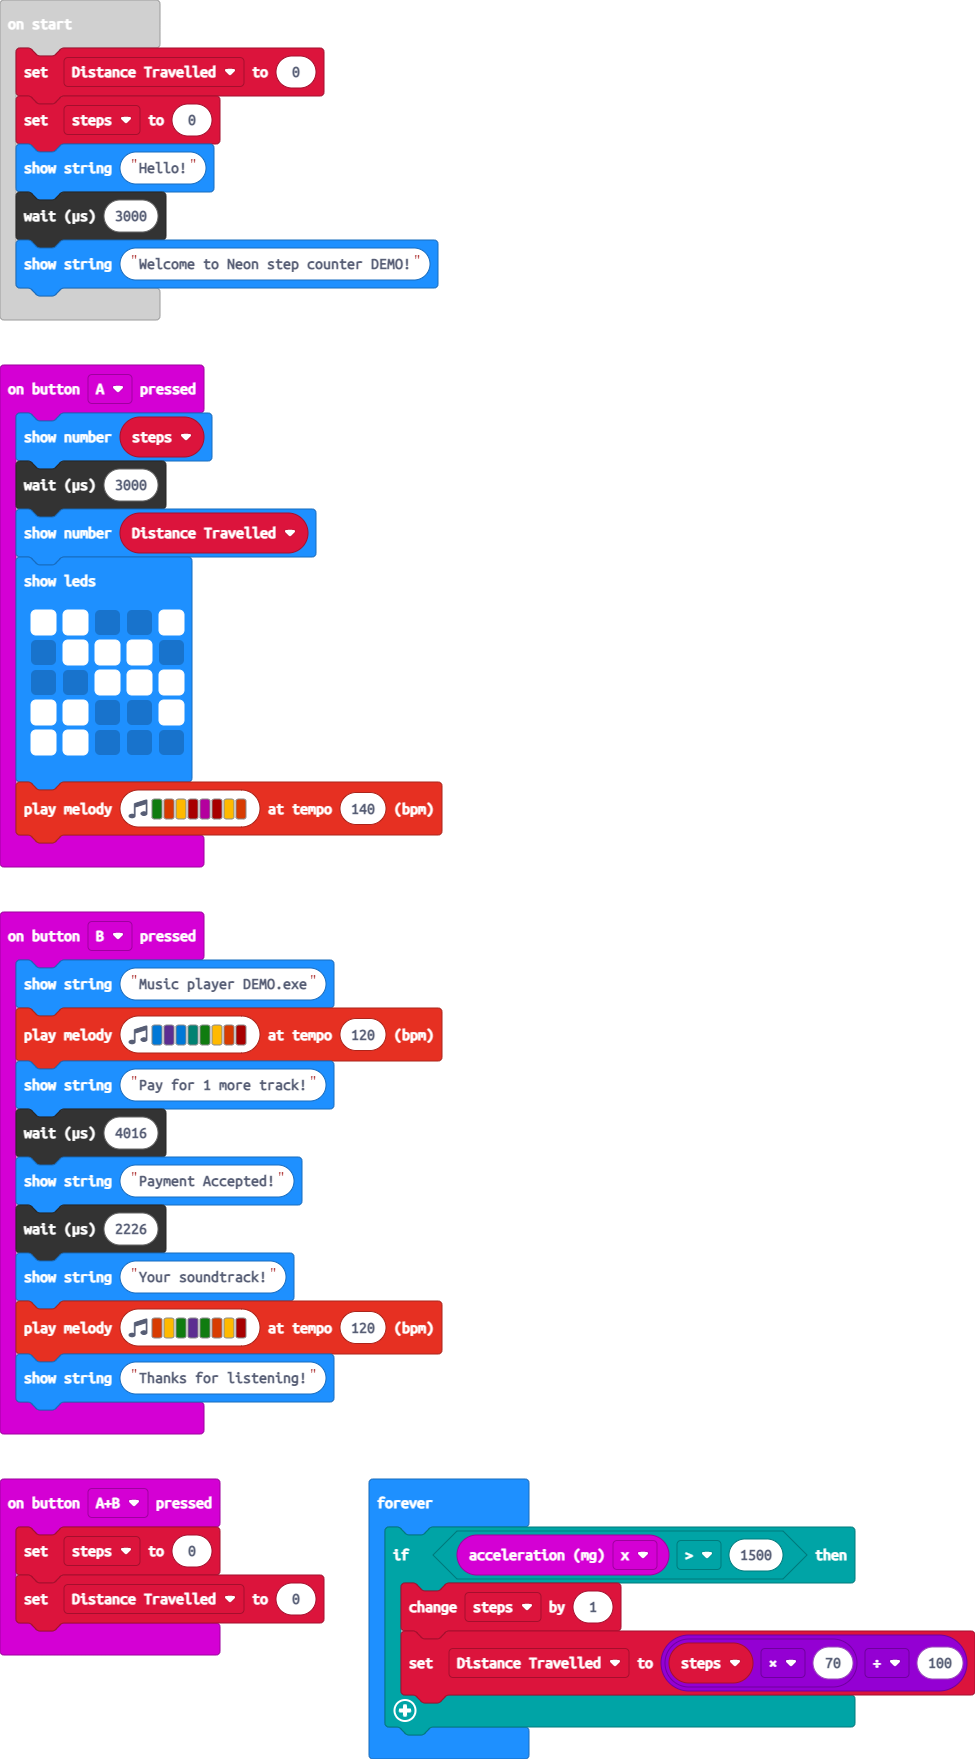 on start
set Distance Travelled to 0
set steps to 0
show string "Hello!"
wait (µs) 3000
show string "Welcome to Neon step counter DEMO!"
on button A pressed
show number steps
wait (µs) 3000
show number Distance Travelled
show leds
play melody at tempo 140 (bpm)
on button B pressed
show string "Music player DEMO.exe"
play melody at tempo 120 (bpm)
show string "Pay for 1 more track!"
wait (µs) 4016
show string "Payment Accepted!"
wait (µs) 2226
show string "Your soundtrack!"
play melody at tempo 120 (bpm)
show string "Thanks for listening!"
on button A+B pressed
set steps to 0
set Distance Travelled to 0
forever
if acceleration (mg) x > 1500 then
change steps by 1
set Distance Travelled to steps × 70 ÷ 100